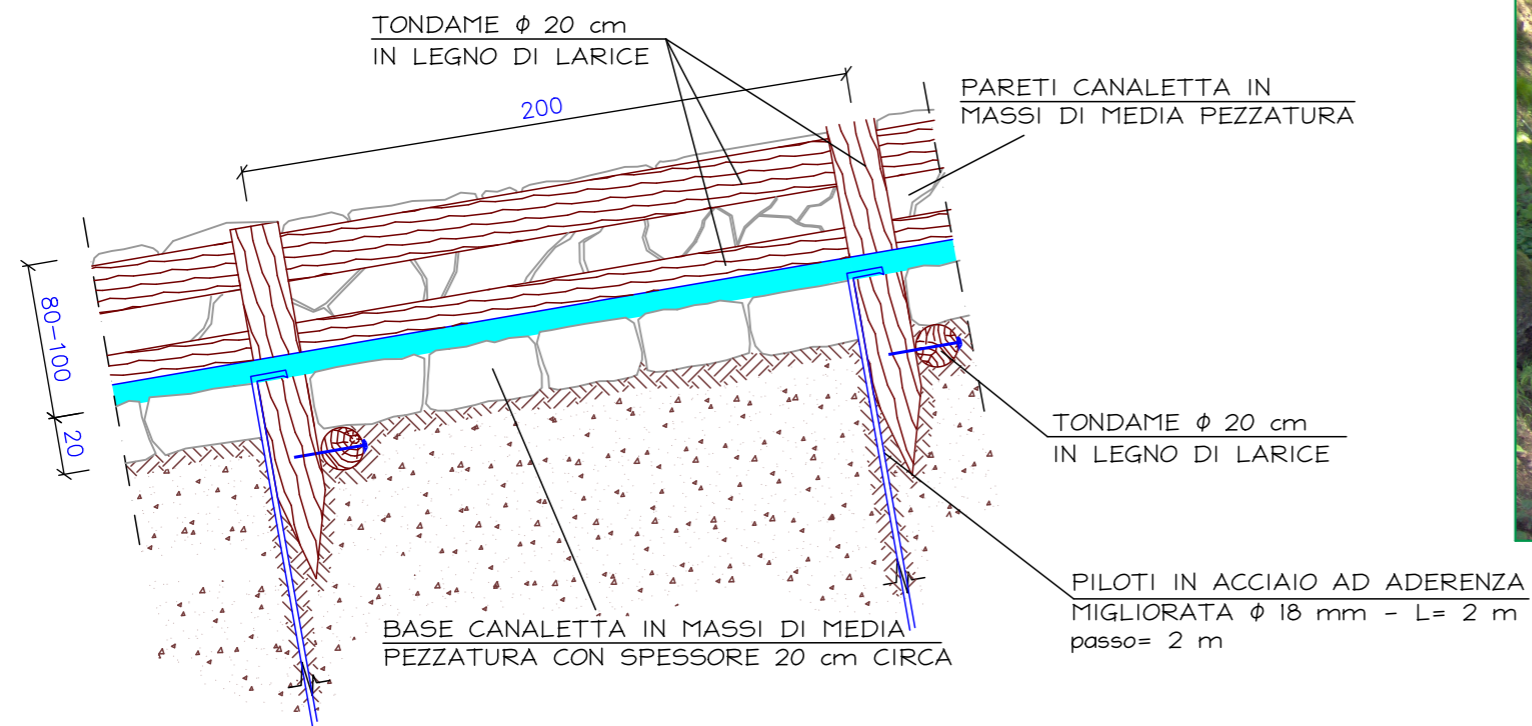 TONDAME ϕ 20 cm
IN LEGNO DI LARICE
200
PARETI CANALETTA IN
MASSI DI MEDIA PEZZATURA
80-100
20
TONDAME ϕ 20 cm
IN LEGNO DI LARICE
PILOTI IN ACCIAIO AD ADERENZA
MIGLIORATA ϕ 18 mm - L= 2 m
passo= 2 m
BASE CANALETTA IN MASSI DI MEDIA
PEZZATURA CON SPESSORE 20 cm CIRCA